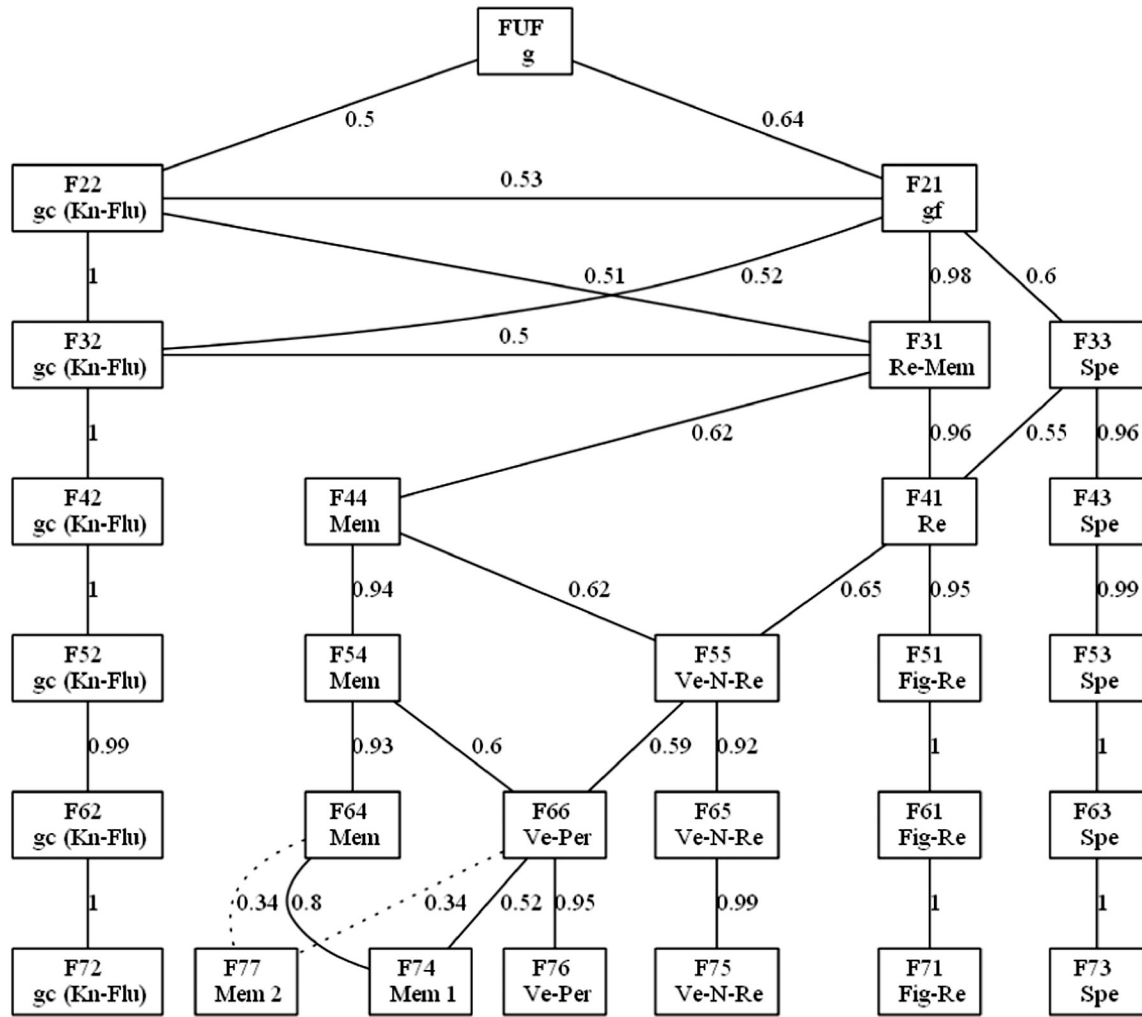 FUF
g
0.5
0.64
F22
gc (Kn-Flu)
0.53
F21
gf
1
0.51
0.52
0.98
0.6
F32
gc (Kn-Flu)
0.5
F31
Re-Mem
F33
Spe
1
0.62
0.96
0.55
0.96
F42
gc (Kn-Flu)
F44
Mem
F41
Re
F43
Spe
1
0.94
0.62
0.65
0.95
0.99
F52
gc (Kn-Flu)
F54
Mem
F55
Ve-N-Re
F51
Fig-Re
F53
Spe
0.99
0.93
0.6
0.59
0.92
1
1
F62
gc (Kn-Flu)
F64
Mem
F66
Ve-Per
F65
Ve-N-Re
F61
Fig-Re
F63
Spe
1
0.34
0.8
0.34
0.52
0.95
0.99
1
1
F72
gc (Kn-Flu)
F77
Mem 2
F74
Mem 1
F76
Ve-Per
F75
Ve-N-Re
F71
Fig-Re
F73
Spe